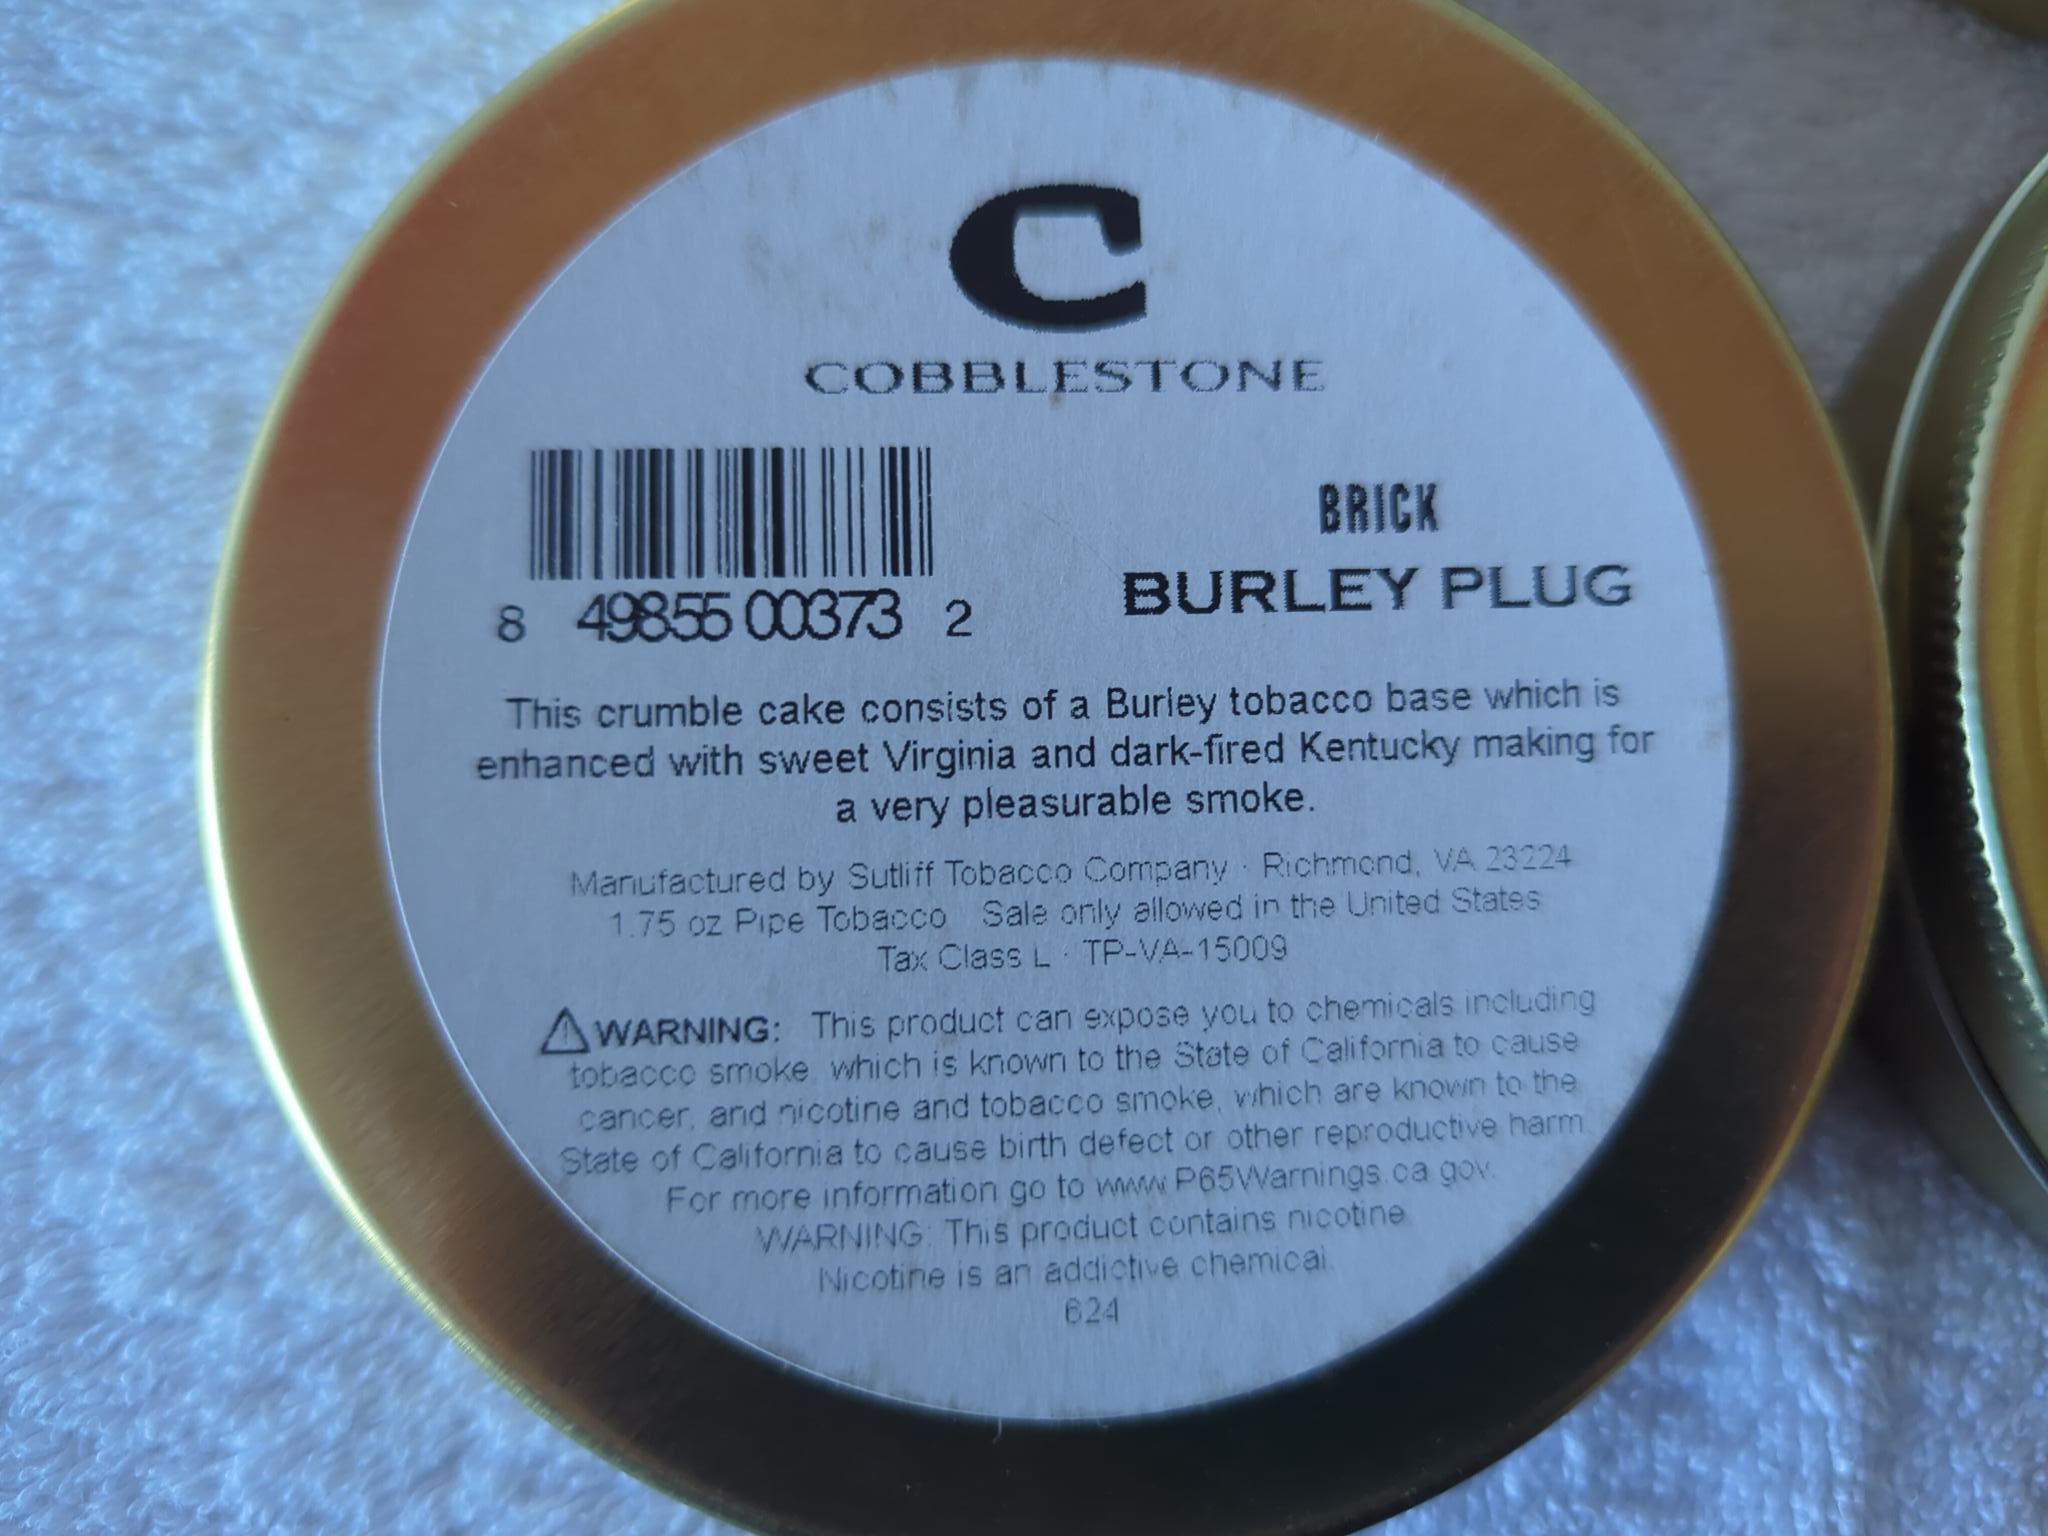 C
COBBLESTONE
8 49855 00373 2
BRICK
BURLEY PLUG
This crumble cake consists of a Burley tobacco base which is
enhanced with sweet Virginia and dark-fired Kentucky making for
a very pleasurable smoke.
Manufactured by Sutliff Tobacco Company · Richmond, VA 23224
1.75 oz Pipe Tobacco Sale only allowed in the United States
Tax Class L · TP-VA-15009
WARNING: This product can expose you to chemicals including
tobacco smoke, which is known to the State of California to cause
cancer, and nicotine and tobacco smoke, which are known to the
State of California to cause birth defect or other reproductive harm.
For more information go to www.P65Warnings.ca.gov.
WARNING: This product contains nicotine.
Nicotine is an addictive chemical.
624